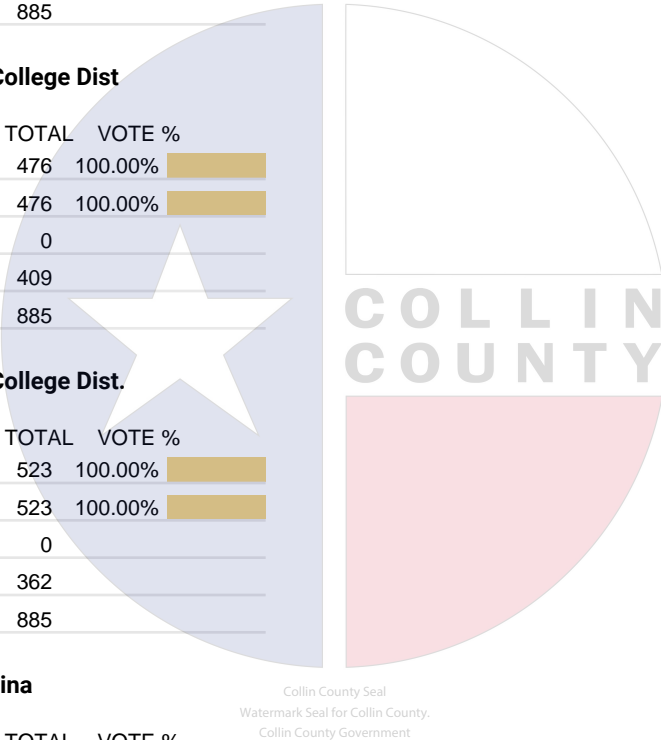 885
College Dist
TOTAL VOTE %
476 100.00%
476 100.00%
0
409
885
COLLIN
COUNTY
College Dist.
TOTAL VOTE %
523 100.00%
523 100.00%
0
362
885
ina
Collin County Seal
Watermark Seal for Collin County.
Collin County Government
TOTAL VOTE %